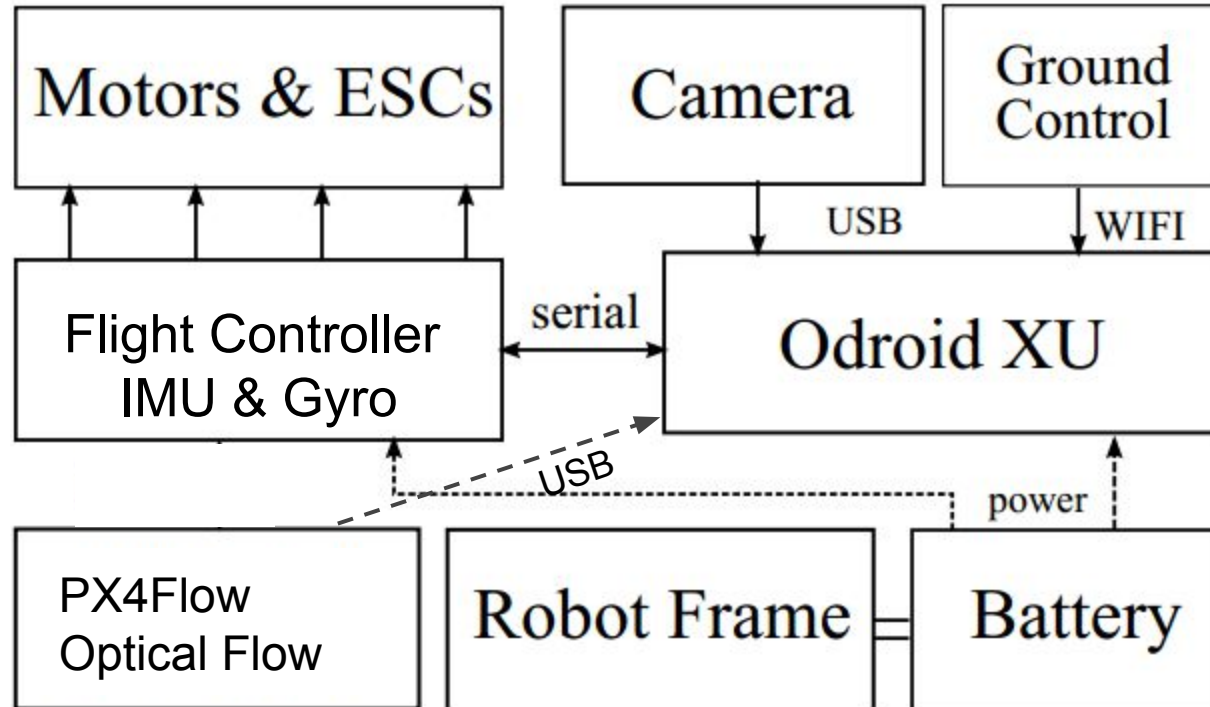 Motors & ESCs
Camera
Ground
Control
USB
WIFI
Flight Controller
IMU & Gyro
serial
Odroid XU
USB
power
PX4Flow
Optical Flow
Robot Frame
Battery